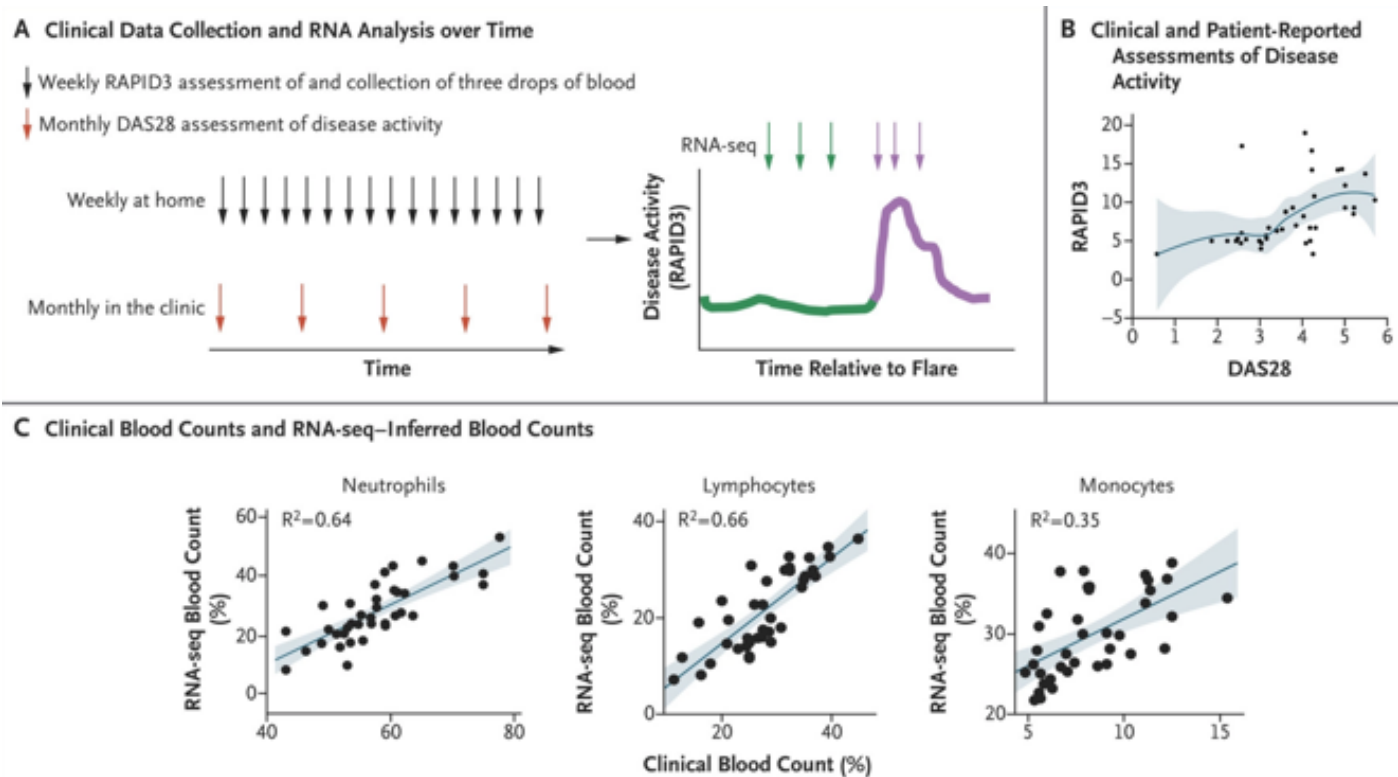 A Clinical Data Collection and RNA Analysis over Time
Weekly RAPID3 assessment of and collection of three drops of blood
Monthly DAS28 assessment of disease activity
Weekly at home
Monthly in the clinic
Time
RNA-seq
Disease Activity
(RAPID3)
Time Relative to Flare
B Clinical and Patient-Reported
Assessments of Disease
Activity
RAPID3
20
15
10
5
0
−5
0 1 2 3 4 5 6
DAS28
C Clinical Blood Counts and RNA-seq–Inferred Blood Counts
Neutrophils
R²=0.64
RNA-seq Blood Count
(%)
60
40
20
0
40 60 80
Lymphocytes
R²=0.66
RNA-seq Blood Count
(%)
40
20
0
20 40
Monocytes
R²=0.35
RNA-seq Blood Count
(%)
40
30
20
5 10 15
Clinical Blood Count (%)